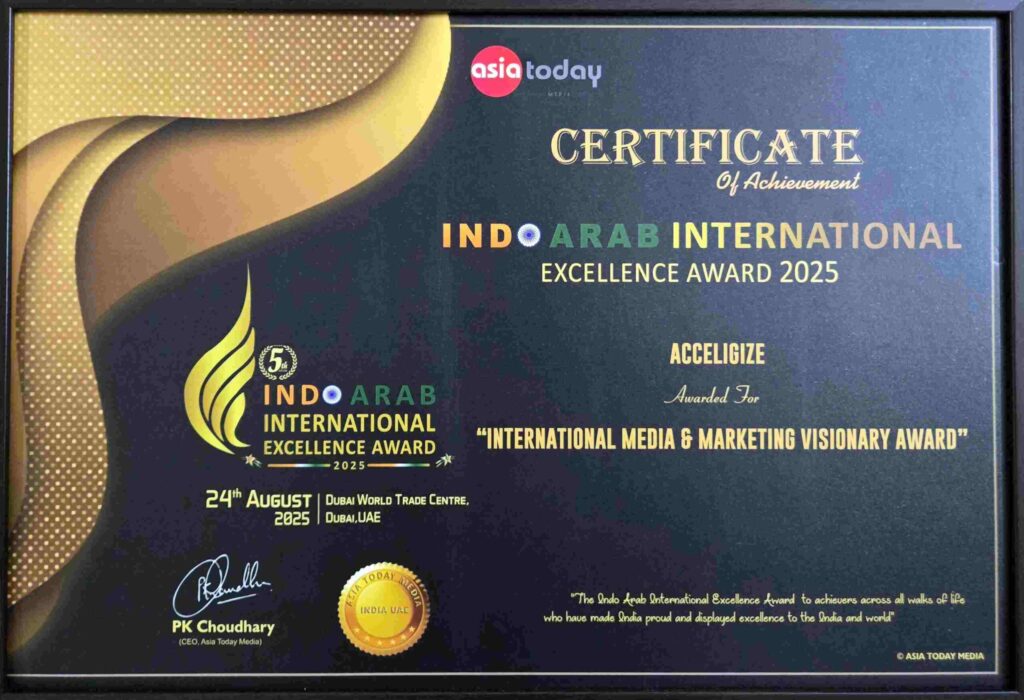 asia today
MEDIA
CERTIFICATE
Of Achievement
INDO ARAB INTERNATIONAL
EXCELLENCE AWARD 2025
ACCELIGIZE
Awarded For
“INTERNATIONAL MEDIA & MARKETING VISIONARY AWARD”
5th
INDO ARAB
INTERNATIONAL
EXCELLENCE AWARD
2025
24th AUGUST
2025
DUBAI WORLD TRADE CENTRE,
DUBAI,UAE
PK Choudhary
(CEO, Asia Today Media)
ASIA TODAY MEDIA
INDIA UAE
"The Indo Arab International Excellence Award to achievers across all walks of life
who have made India proud and displayed excellence to the India and world"
© ASIA TODAY MEDIA